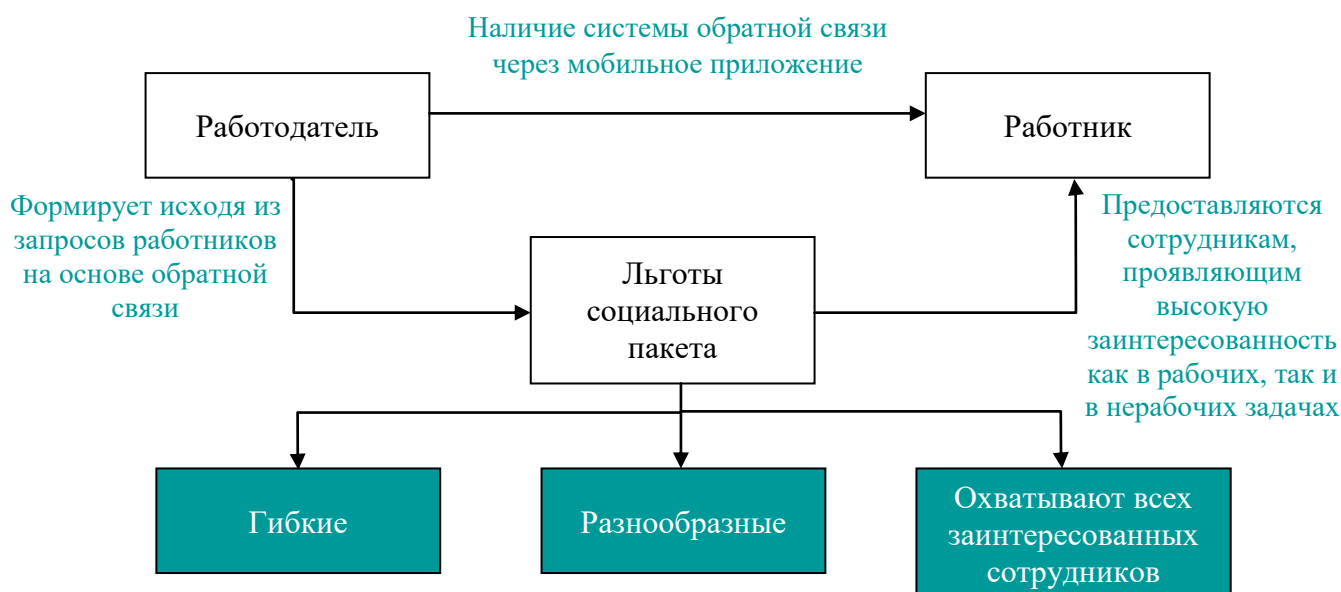 Наличие системы обратной связи
через мобильное приложение
Работодатель
Работник
Формирует исходя из
запросов работников
на основе обратной
связи
Льготы
социального
пакета
Предоставляются
сотрудникам,
проявляющим
высокую
заинтересованность
как в рабочих, так и
в нерабочих задачах
Гибкие
Разнообразные
Охватывают всех
заинтересованных
сотрудников